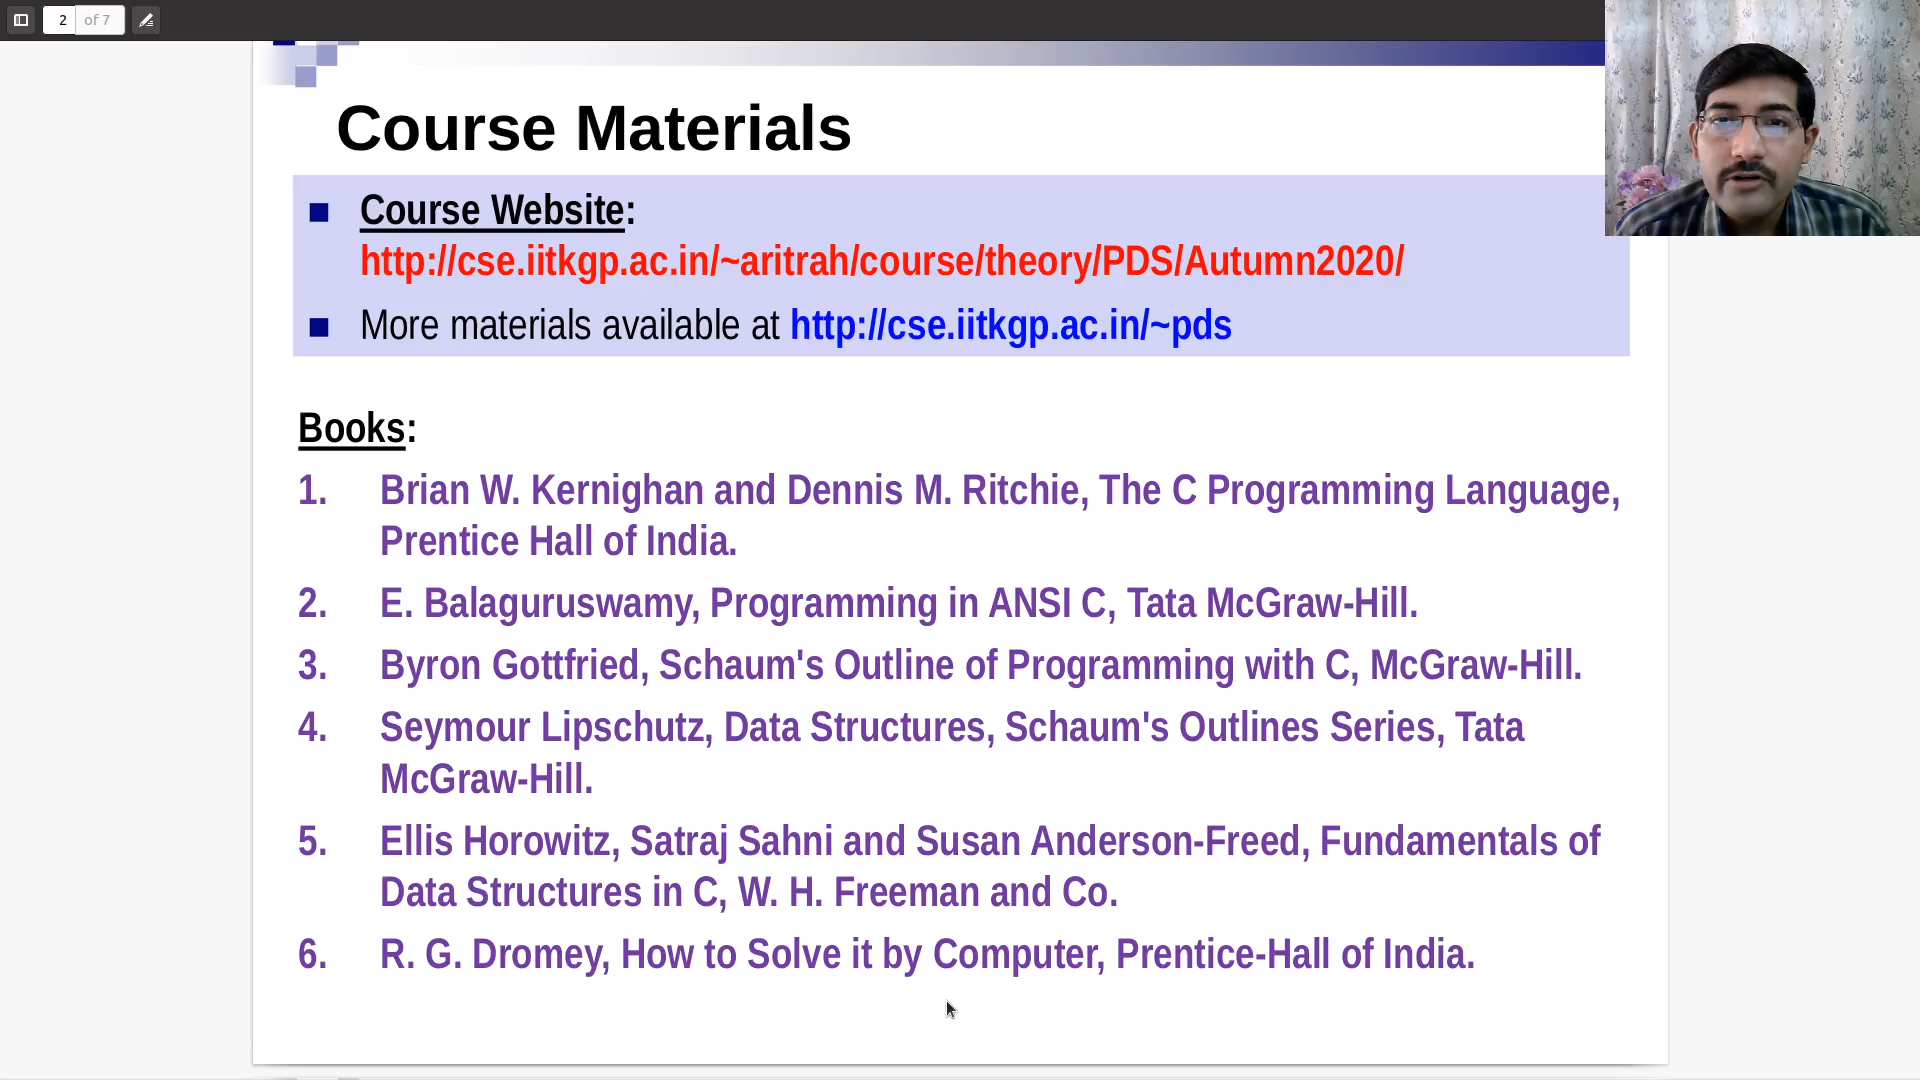 2 of 7
Course Materials
Course Website:
http://cse.iitkgp.ac.in/~aritrah/course/theory/PDS/Autumn2020/
More materials available at http://cse.iitkgp.ac.in/~pds
Books:
1. Brian W. Kernighan and Dennis M. Ritchie, The C Programming Language,
Prentice Hall of India.
2. E. Balaguruswamy, Programming in ANSI C, Tata McGraw-Hill.
3. Byron Gottfried, Schaum's Outline of Programming with C, McGraw-Hill.
4. Seymour Lipschutz, Data Structures, Schaum's Outlines Series, Tata
McGraw-Hill.
5. Ellis Horowitz, Satraj Sahni and Susan Anderson-Freed, Fundamentals of
Data Structures in C, W. H. Freeman and Co.
6. R. G. Dromey, How to Solve it by Computer, Prentice-Hall of India.